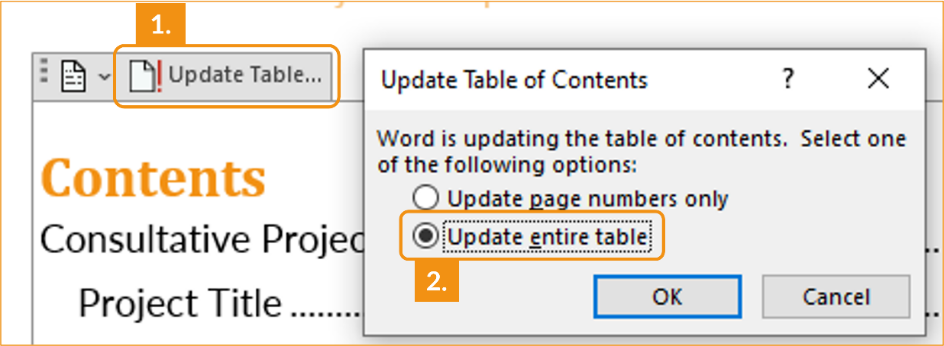 1.
Update Table...
Update Table of Contents
?
Word is updating the table of contents. Select one
of the following options:
Update page numbers only
Update entire table
2.
OK
Cancel
Contents
Consultative Projec
Project Title ........